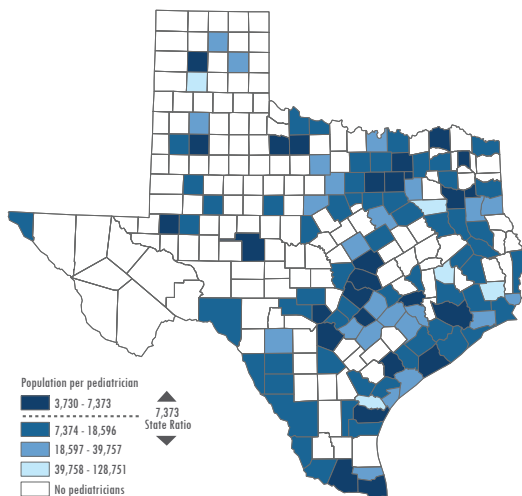 Population per pediatrician
3,730 - 7,373
7,373
State Ratio
7,374 - 18,596
18,597 - 39,757
39,758 - 128,751
No pediatricians